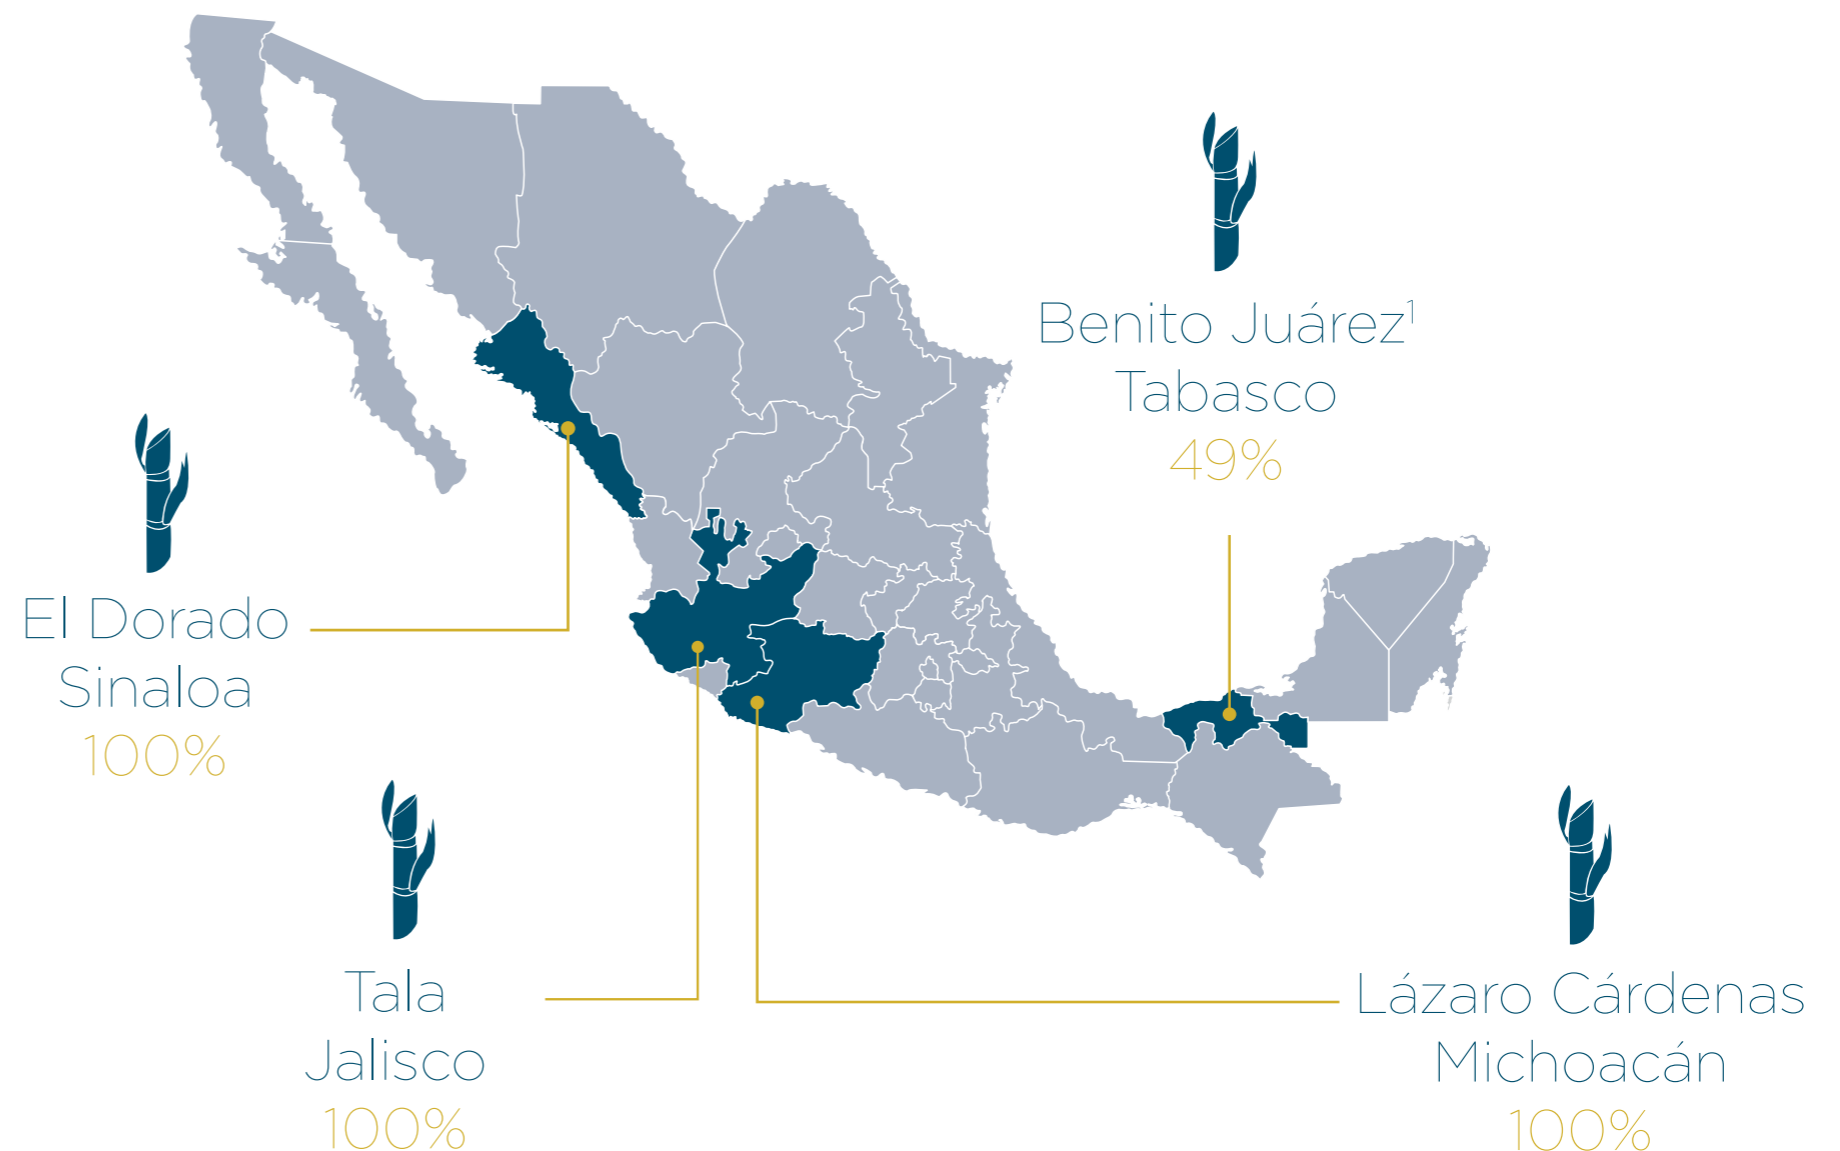 Benito Juárez¹
Tabasco
49%
El Dorado
Sinaloa
100%
Tala
Jalisco
100%
Lázaro Cárdenas
Michoacán
100%